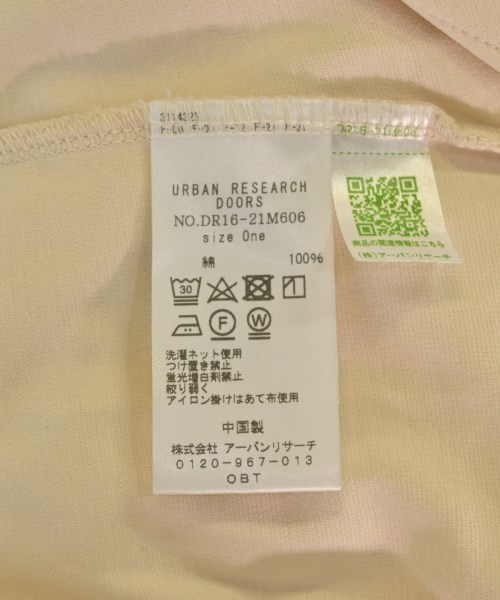 URBAN RESEARCH
DOORS
NO.DR16-21M606
size One
綿 100%
30
F
W
洗濯ネット使用
つけ置き禁止
蛍光増白剤禁止
絞り弱く
アイロン掛けはあて布使用
中国製
株式会社 アーバンリサーチ
0120-967-013
OBT
商品の関連情報はこちら
(株)アーバンリサーチ